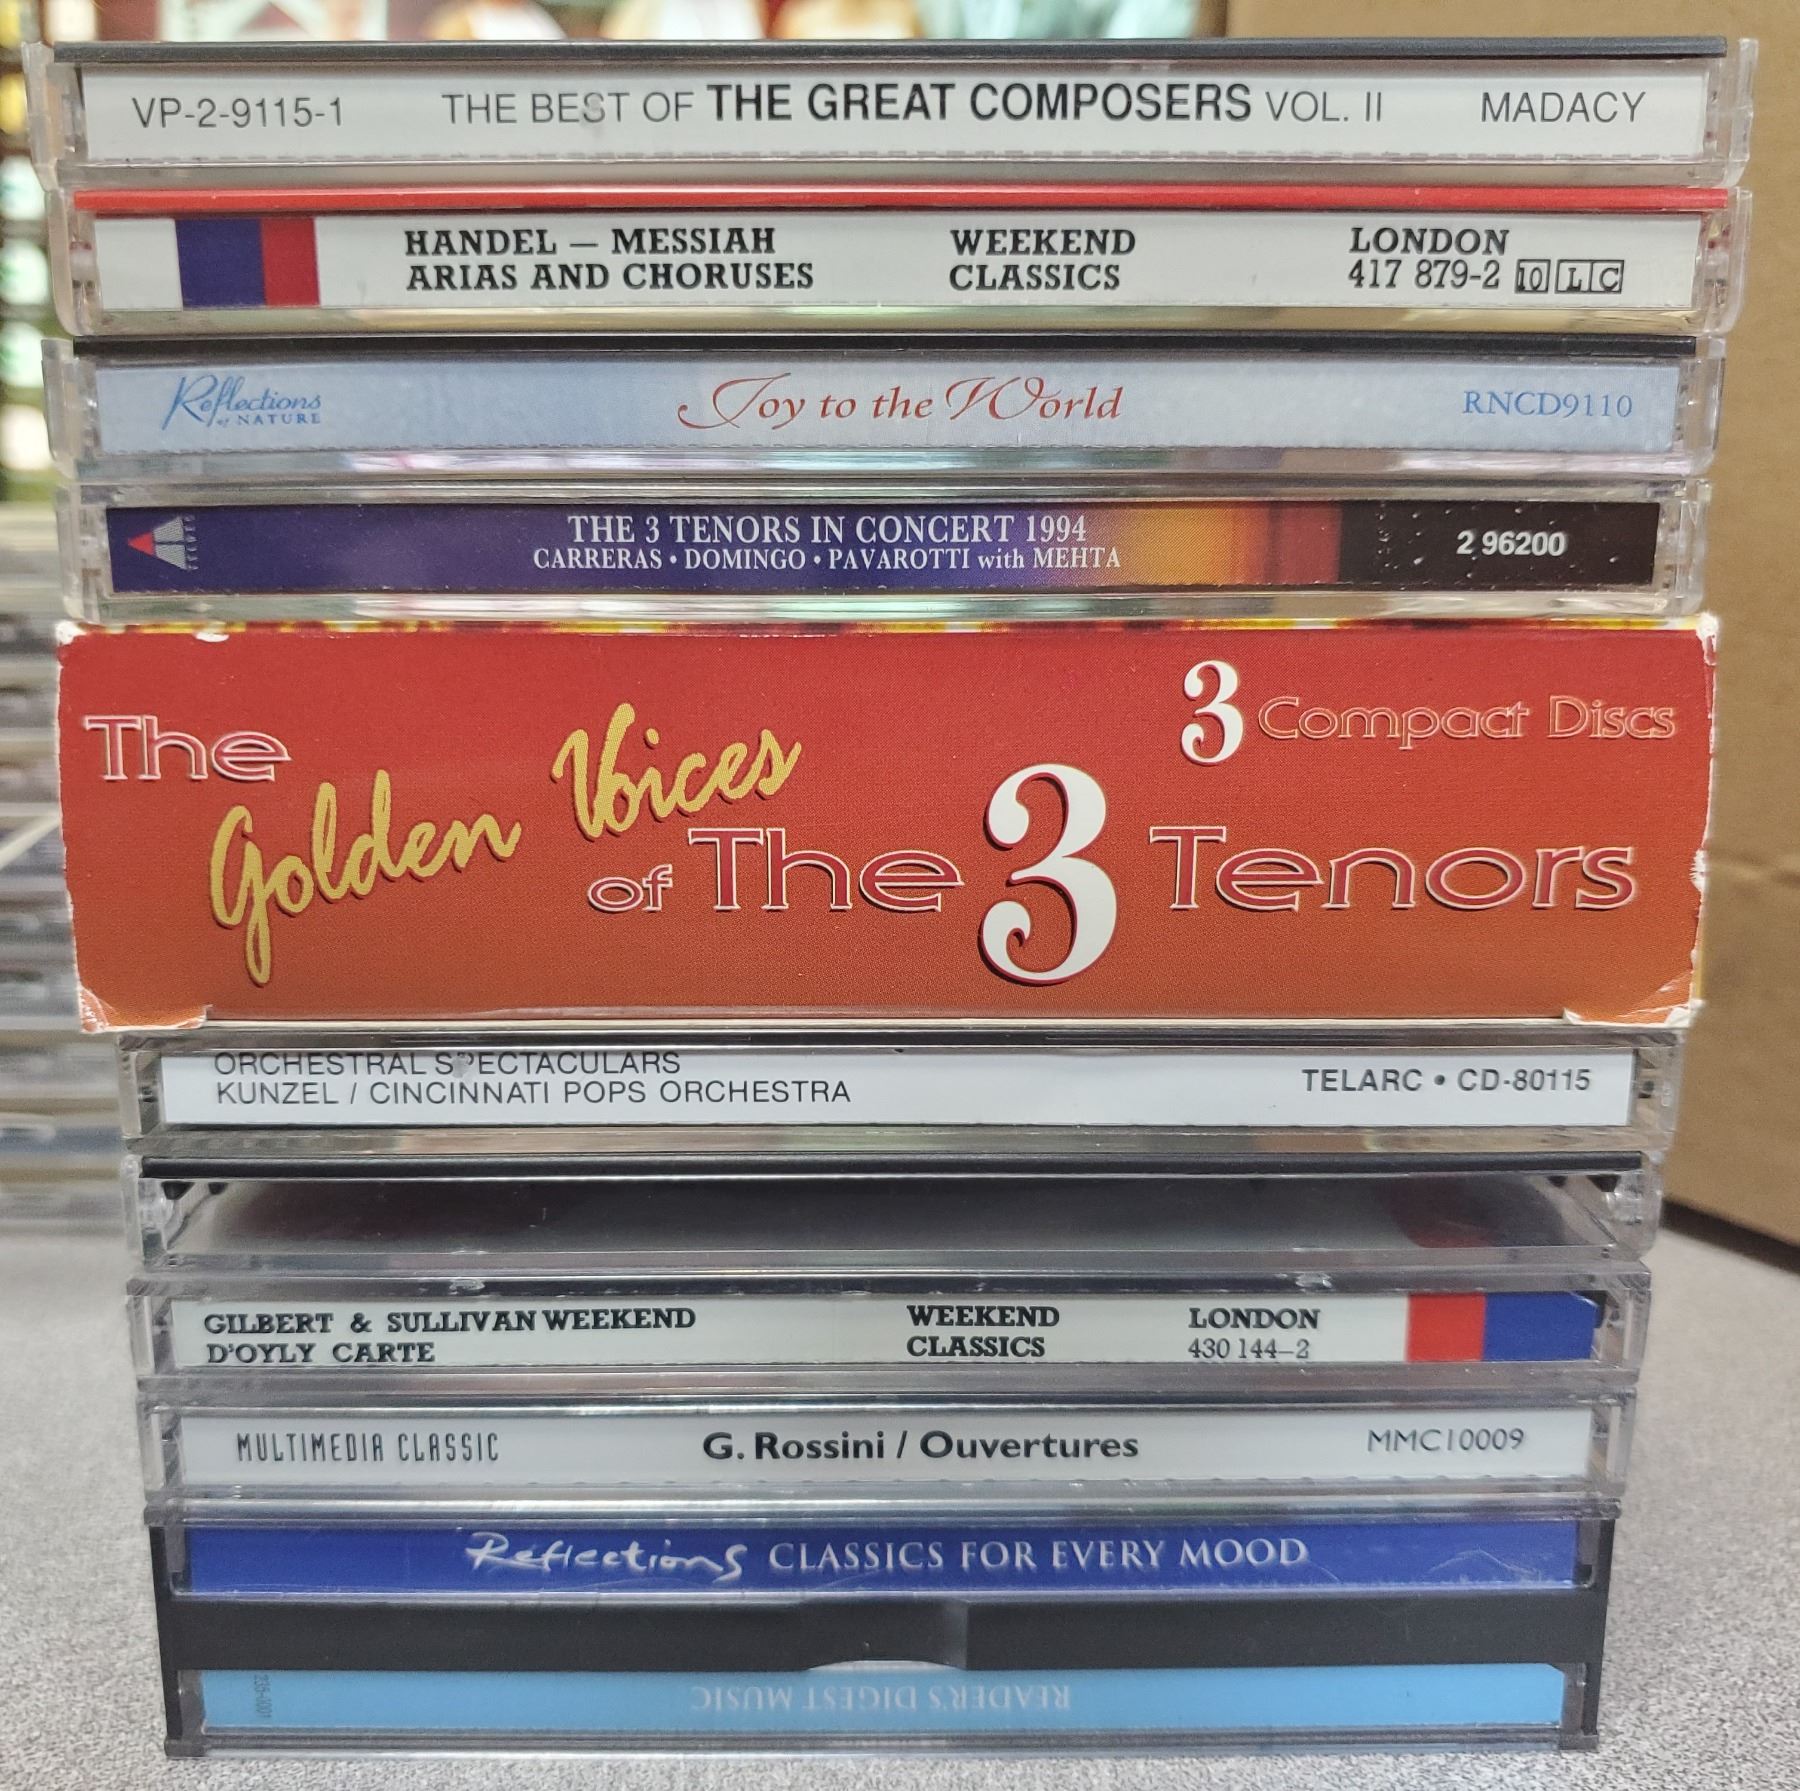 VP-2-9115-1 THE BEST OF THE GREAT COMPOSERS VOL. II MADACY
HANDEL — MESSIAH WEEKEND LONDON
ARIAS AND CHORUSES CLASSICS 417 879-2 10 LC
Reflections of NATURE Joy to the World RNCD9110
TELDEC THE 3 TENORS IN CONCERT 1994 2 96200
CARRERAS • DOMINGO • PAVAROTTI with MEHTA
3 Compact Discs
The Golden Voices of The 3 Tenors
ORCHESTRAL SPECTACULARS
KUNZEL / CINCINNATI POPS ORCHESTRA TELARC • CD-80115
GILBERT & SULLIVAN WEEKEND WEEKEND LONDON
D'OYLY CARTE CLASSICS 430 144-2
MULTIMEDIA CLASSIC G. Rossini / Ouvertures MMC10009
Reflections CLASSICS FOR EVERY MOOD
READER'S DIGEST MUSIC